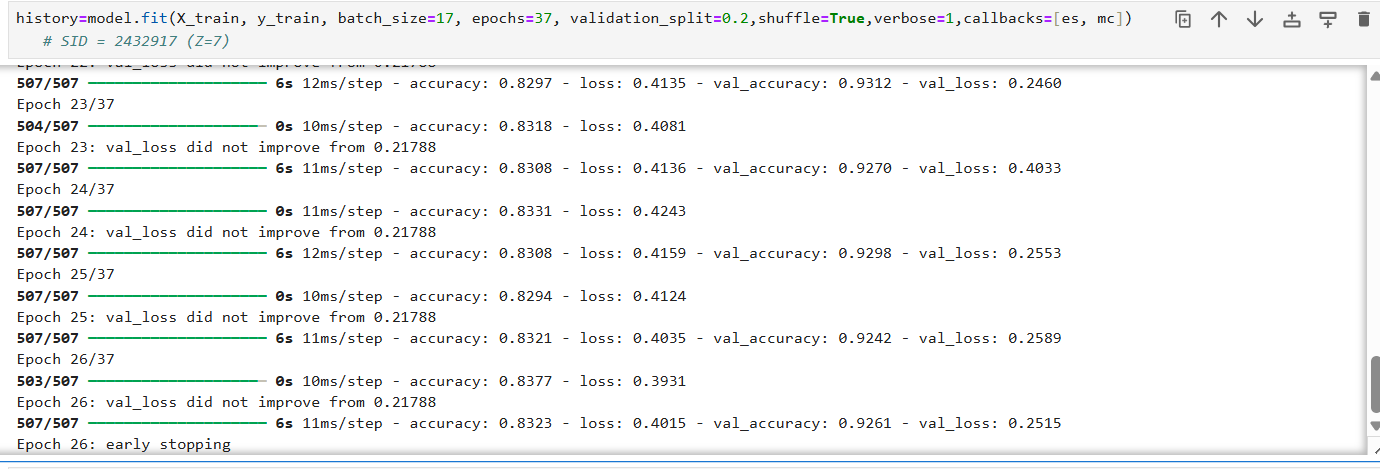 history=model.fit(X_train, y_train, batch_size=17, epochs=37, validation_split=0.2,shuffle=True,verbose=1,callbacks=[es, mc])
# SID = 2432917 (Z=7)
Epoch 22: val_loss did not improve from 0.21788
507/507 6s 12ms/step - accuracy: 0.8297 - loss: 0.4135 - val_accuracy: 0.9312 - val_loss: 0.2460
Epoch 23/37
504/507 0s 10ms/step - accuracy: 0.8318 - loss: 0.4081
Epoch 23: val_loss did not improve from 0.21788
507/507 6s 11ms/step - accuracy: 0.8308 - loss: 0.4136 - val_accuracy: 0.9270 - val_loss: 0.4033
Epoch 24/37
507/507 0s 11ms/step - accuracy: 0.8331 - loss: 0.4243
Epoch 24: val_loss did not improve from 0.21788
507/507 6s 12ms/step - accuracy: 0.8308 - loss: 0.4159 - val_accuracy: 0.9298 - val_loss: 0.2553
Epoch 25/37
507/507 0s 10ms/step - accuracy: 0.8294 - loss: 0.4124
Epoch 25: val_loss did not improve from 0.21788
507/507 6s 11ms/step - accuracy: 0.8321 - loss: 0.4035 - val_accuracy: 0.9242 - val_loss: 0.2589
Epoch 26/37
503/507 0s 10ms/step - accuracy: 0.8377 - loss: 0.3931
Epoch 26: val_loss did not improve from 0.21788
507/507 6s 11ms/step - accuracy: 0.8323 - loss: 0.4015 - val_accuracy: 0.9261 - val_loss: 0.2515
Epoch 26: early stopping